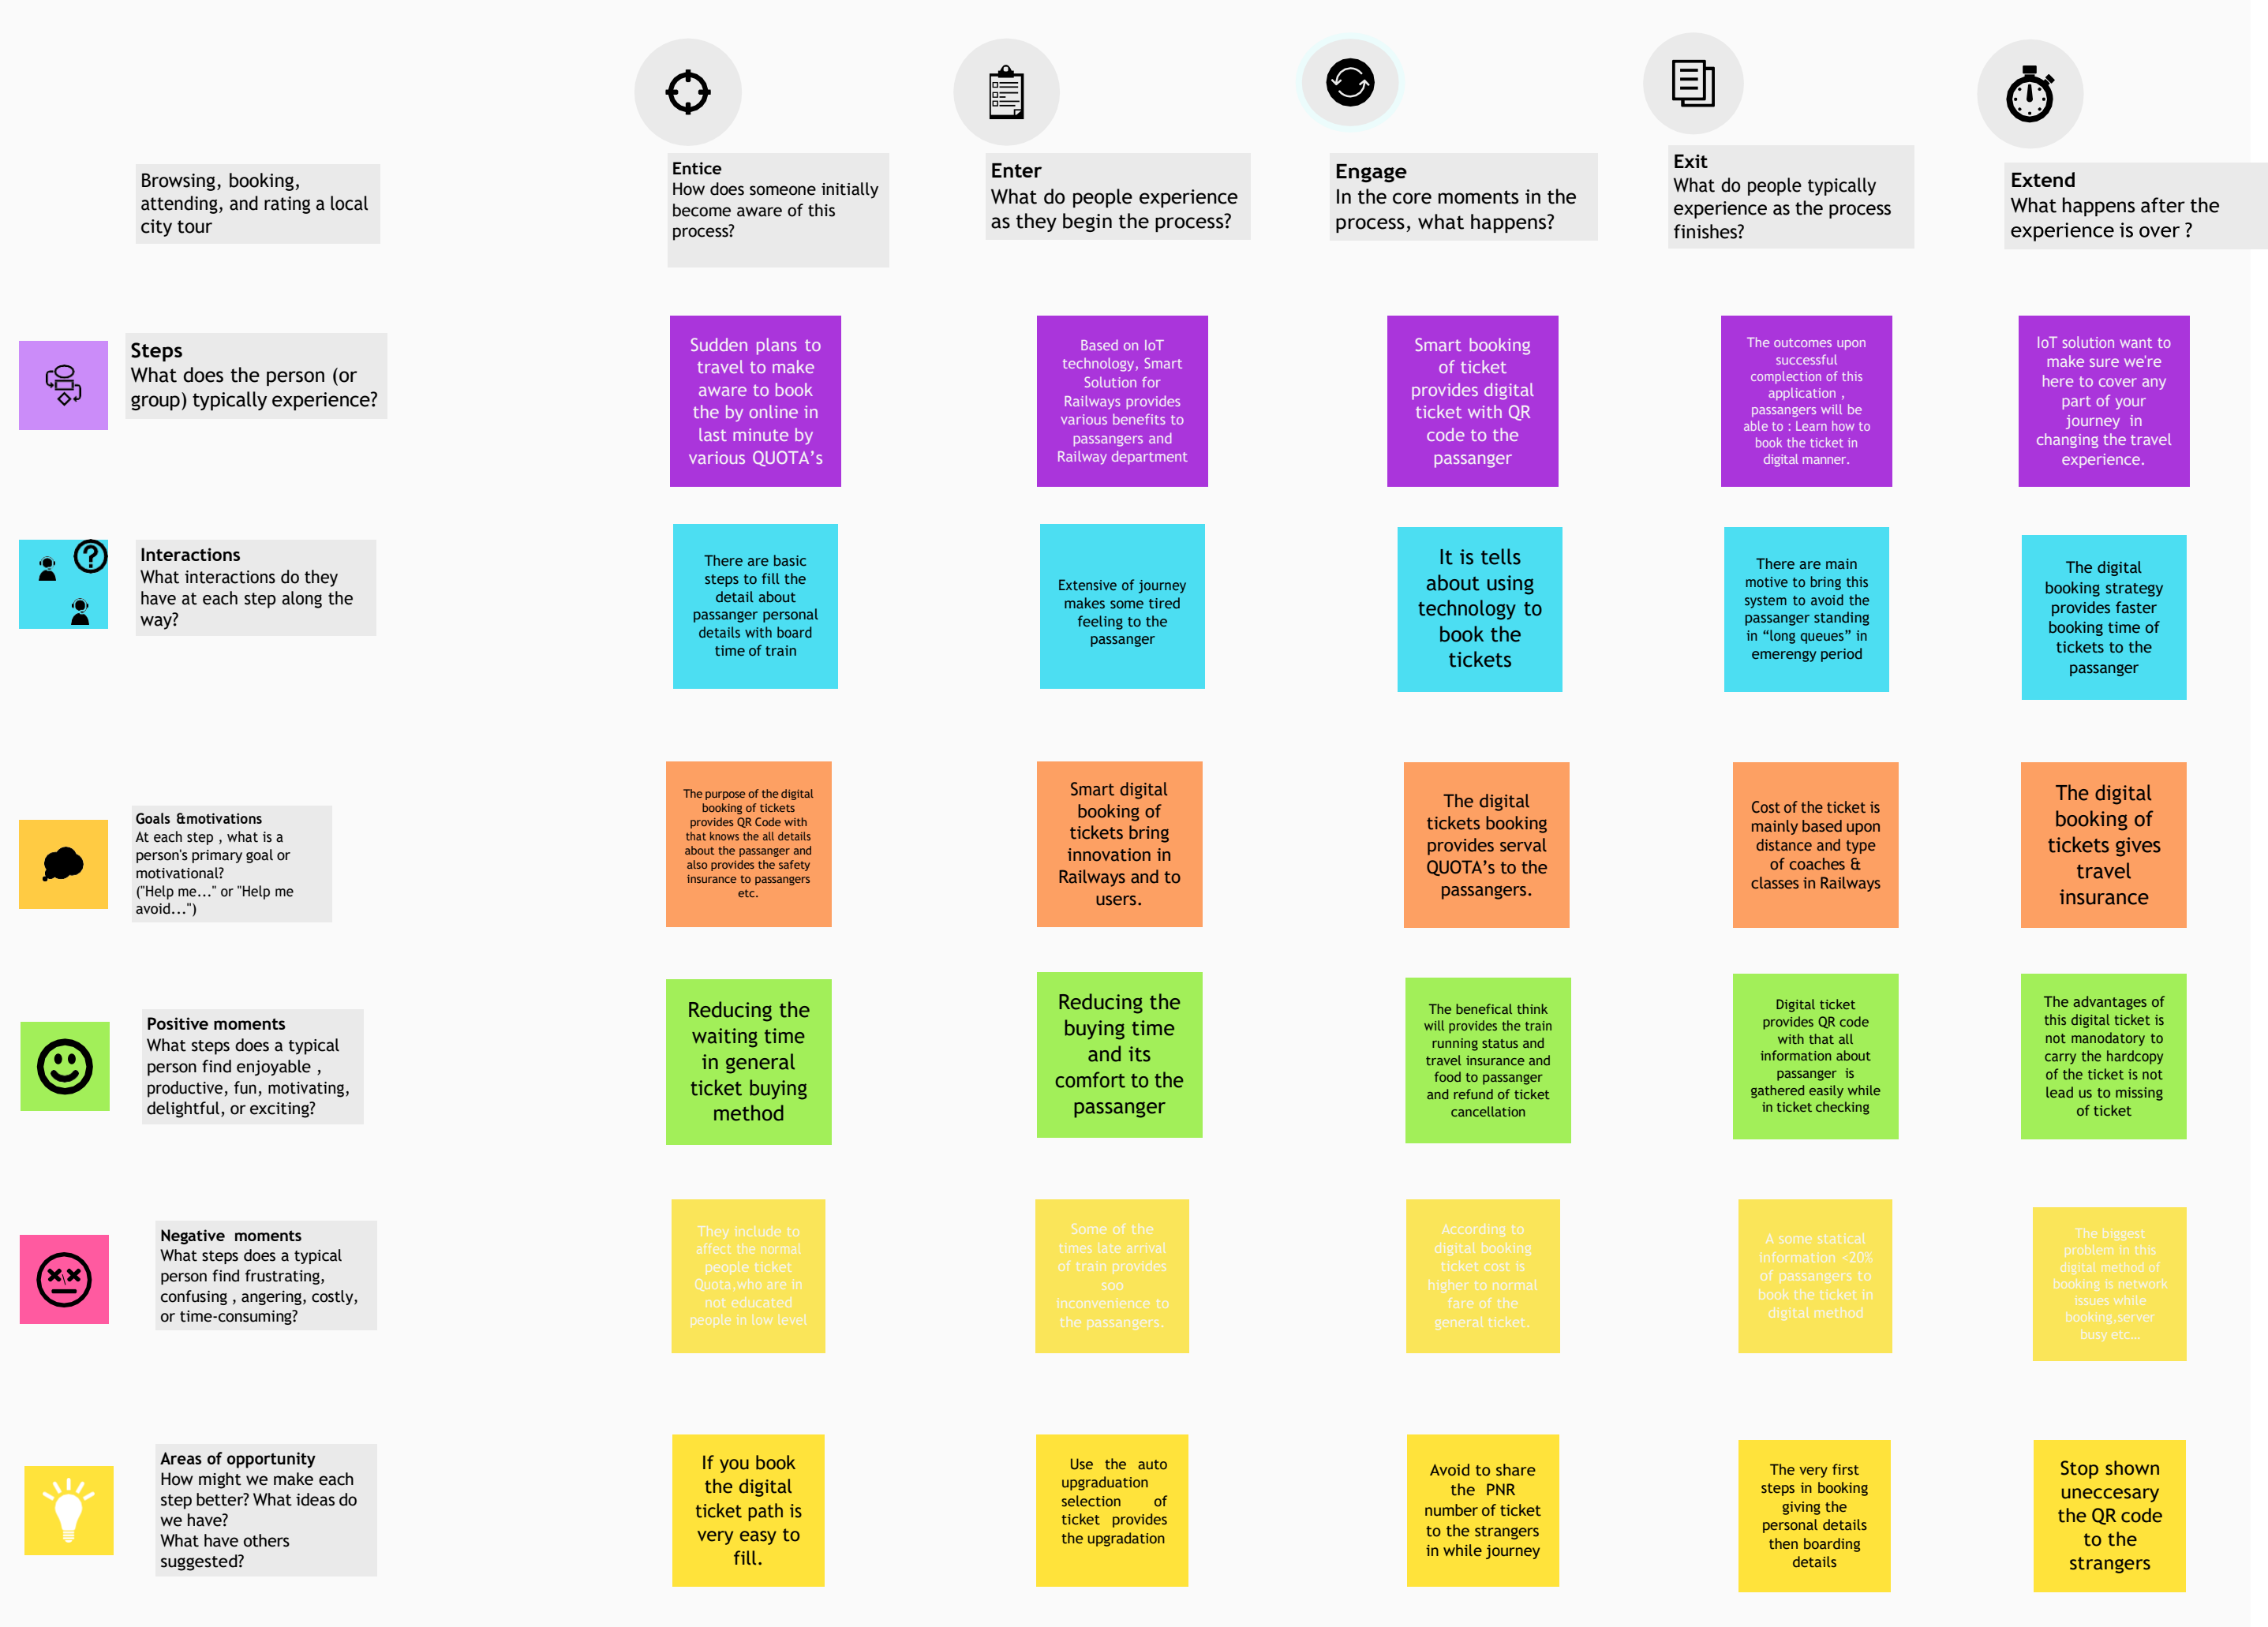 Browsing, booking,
attending, and rating a local
city tour
Entice
How does someone initially
become aware of this
process?
Enter
What do people experience
as they begin the process?
Engage
In the core moments in the
process, what happens?
Exit
What do people typically
experience as the process
finishes?
Extend
What happens after the
experience is over ?
Steps
What does the person (or
group) typically experience?
Sudden plans to
travel to make
aware to book
the by online in
last minute by
various QUOTA's
Based on IoT
technology, Smart
Solution for
Railways provides
various benefits to
passangers and
Railway department
Smart booking
of ticket
provides digital
ticket with QR
code to the
passanger
The outcomes upon
successful
complection of this
application ,
passangers will be
able to : Learn how to
book the ticket in
digital manner.
IoT solution want to
make sure we're
here to cover any
part of your
journey in
changing the travel
experience.
Interactions
What interactions do they
have at each step along the
way?
There are basic
steps to fill the
detail about
passanger personal
details with board
time of train
Extensive of journey
makes some tired
feeling to the
passanger
It is tells
about using
technology to
book the
tickets
There are main
motive to bring this
system to avoid the
passanger standing
in “long queues” in
emerengy period
The digital
booking strategy
provides faster
booking time of
tickets to the
passanger
Goals &motivations
At each step , what is a
person's primary goal or
motivational?
("Help me..." or "Help me
avoid...")
The purpose of the digital
booking of tickets
provides QR Code with
that knows the all details
about the passanger and
also provides the safety
insurance to passangers
etc.
Smart digital
booking of
tickets bring
innovation in
Railways and to
users.
The digital
tickets booking
provides serval
QUOTA's to the
passangers.
Cost of the ticket is
mainly based upon
distance and type
of coaches &
classes in Railways
The digital
booking of
tickets gives
travel
insurance
Positive moments
What steps does a typical
person find enjoyable ,
productive, fun, motivating,
delightful, or exciting?
Reducing the
waiting time
in general
ticket buying
method
Reducing the
buying time
and its
comfort to the
passanger
The benefical think
will provides the train
running status and
travel insurance and
food to passanger
and refund of ticket
cancellation
Digital ticket
provides QR code
with that all
information about
passanger is
gathered easily while
in ticket checking
The advantages of
this digital ticket is
not manodatory to
carry the hardcopy
of the ticket is not
lead us to missing
of ticket
Negative moments
What steps does a typical
person find frustrating,
confusing , angering, costly,
or time-consuming?
They include to
affect the normal
people ticket
Quota,who are in
not educated
people in low level
Some of the
times late arrival
of train provides
soo
inconvenience to
the passangers.
According to
digital booking
ticket cost is
higher to normal
fare of the
general ticket.
A some statical
information <20%
of passangers to
book the ticket in
digital method
The biggest
problem in this
digital method of
booking is network
issues while
booking,server
busy etc...
Areas of opportunity
How might we make each
step better? What ideas do
we have?
What have others
suggested?
If you book
the digital
ticket path is
very easy to
fill.
Use the auto
upgraduation
selection of
ticket provides
the upgradation
Avoid to share
the PNR
number of ticket
to the strangers
in while journey
The very first
steps in booking
giving the
personal details
then boarding
details
Stop shown
uneccesary
the QR code
to the
strangers